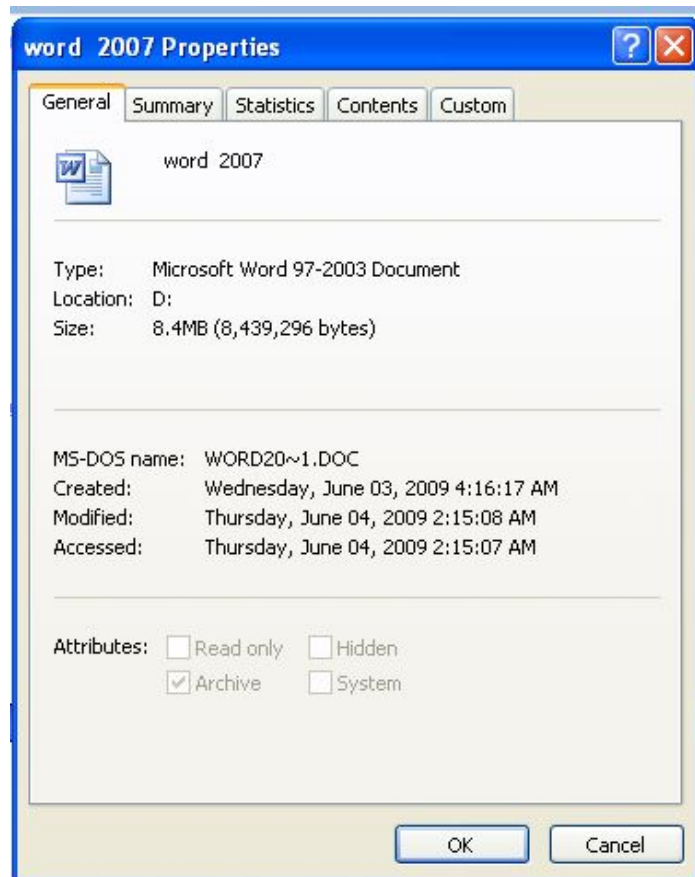 word 2007 Properties
General Summary Statistics Contents Custom
word 2007
Type: Microsoft Word 97-2003 Document
Location: D:
Size: 8.4MB (8,439,296 bytes)
MS-DOS name: WORD20~1.DOC
Created: Wednesday, June 03, 2009 4:16:17 AM
Modified: Thursday, June 04, 2009 2:15:08 AM
Accessed: Thursday, June 04, 2009 2:15:07 AM
Attributes: Read only Hidden
Archive System
OK Cancel